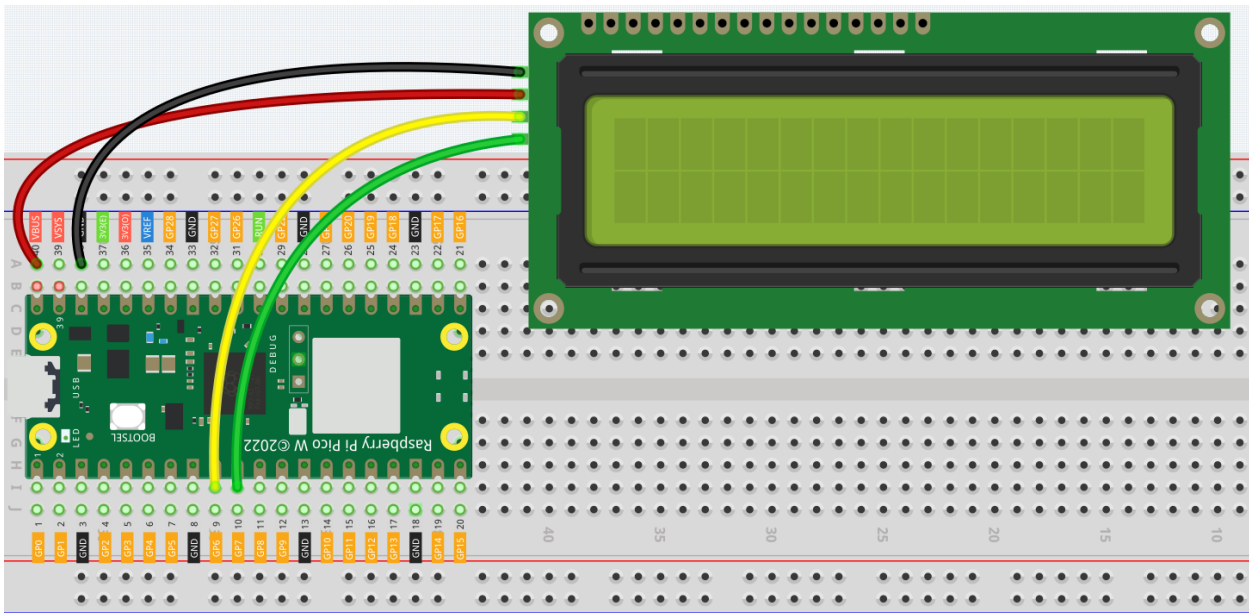 VBUS VSYS GND 3V3(E) 3V3(O) VREF GP28 GND GP27 GP26 RUN GND GP20 GP19 GP18 GND GP17 GP16
40 39 37 36 35 34 33 32 31 29 27 26 25 24 23 22 21
A
B
C
D
E
F
G
H
I
J
39
USB
DEBUG
BOOTSEL
LED
Raspberry Pi Pico W ©2022
1 2
1 2 3 4 5 6 7 8 9 10 11 12 13 14 15 16 17 18 19 20
GP0 GP1 GND GP2 GP3 GP4 GP5 GND GP6 GP7 GP8 GP9 GND GP10 GP11 GP12 GP13 GND GP14 GP15
40 35 30 25 20 15 10